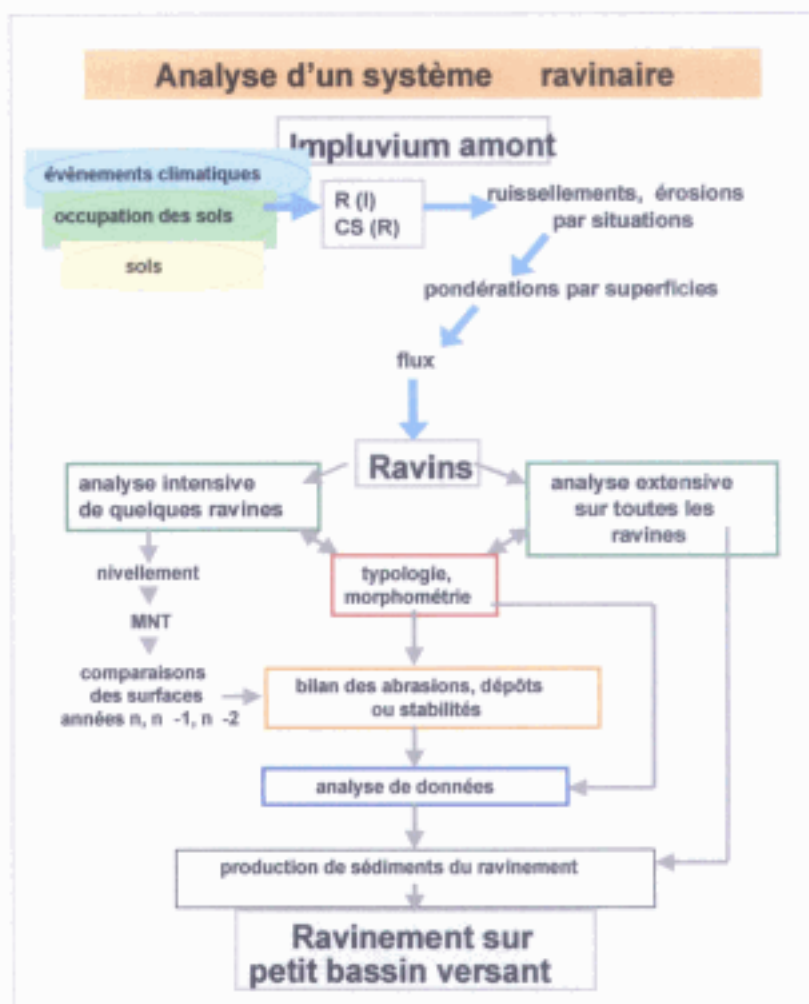 Analyse d'un système ravinaire
Impluvium amont
évènements climatiques
occupation des sols
sols
R (I)
CS (R)
ruissellements, érosions
par situations
pondérations par superficies
flux
Ravins
analyse intensive
de quelques ravines
analyse extensive
sur toutes les
ravines
nivellement
MNT
comparaisons
des surfaces
années n, n -1, n -2
typologie,
morphométrie
bilan des abrasions, dépôts
ou stabilités
analyse de données
production de sédiments du ravinement
Ravinement sur
petit bassin versant